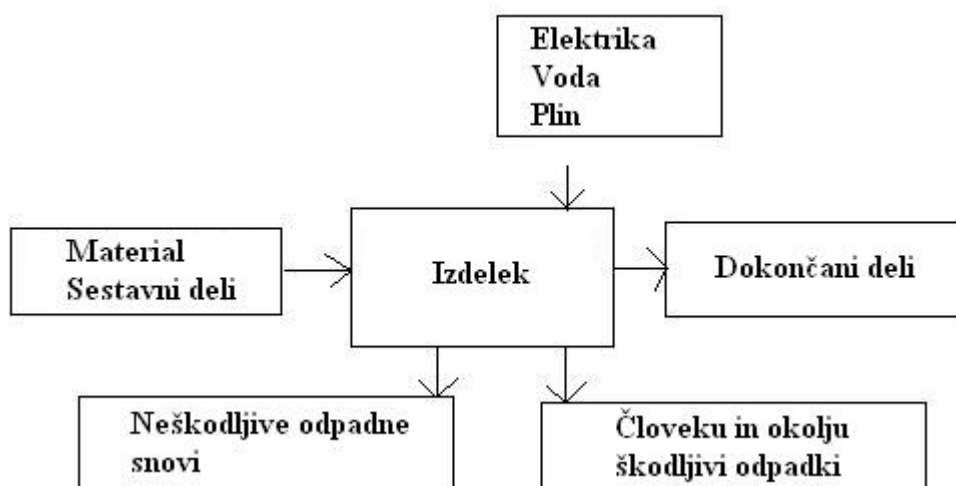 Elektrika
Voda
Plin
Material
Sestavni deli
Izdelek
Dokončani deli
Neškodljive odpadne
snovi
Človeku in okolju
škodljivi odpadki